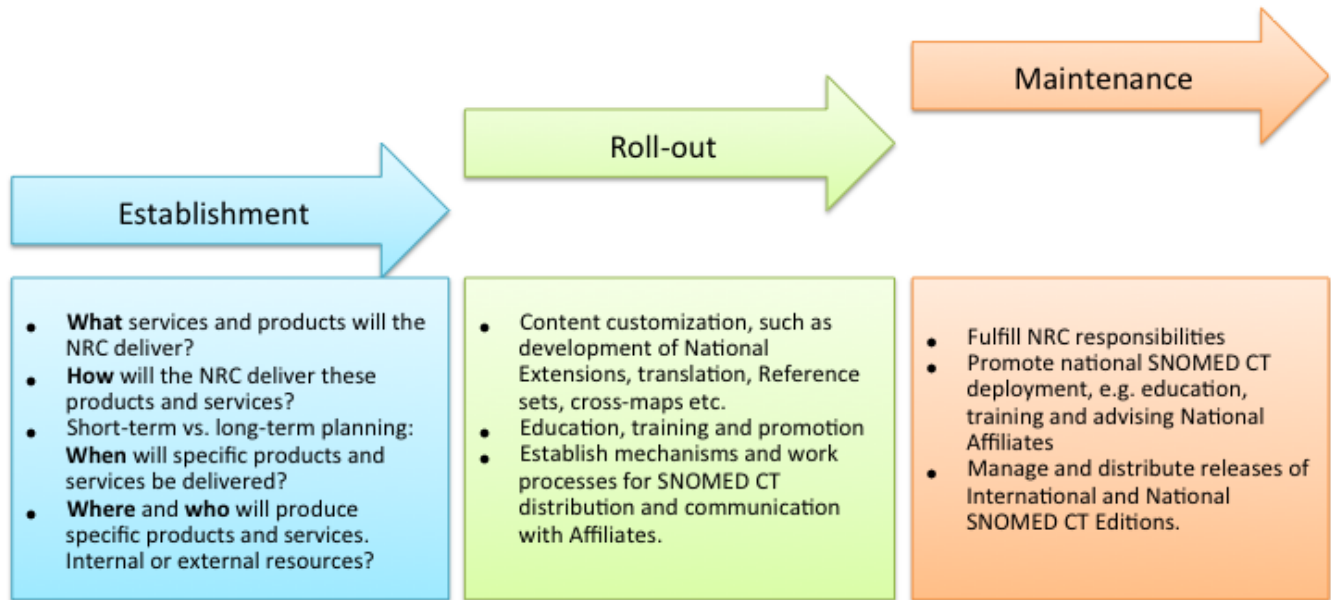 Establishment
Roll-out
Maintenance
• What services and products will the
NRC deliver?
• How will the NRC deliver these
products and services?
• Short-term vs. long-term planning:
When will specific products and
services be delivered?
• Where and who will produce
specific products and services.
Internal or external resources?
• Content customization, such as
development of National
Extensions, translation, Reference
sets, cross-maps etc.
• Education, training and promotion
• Establish mechanisms and work
processes for SNOMED CT
distribution and communication
with Affiliates.
• Fulfill NRC responsibilities
• Promote national SNOMED CT
deployment, e.g. education,
training and advising National
Affiliates
• Manage and distribute releases of
International and National
SNOMED CT Editions.